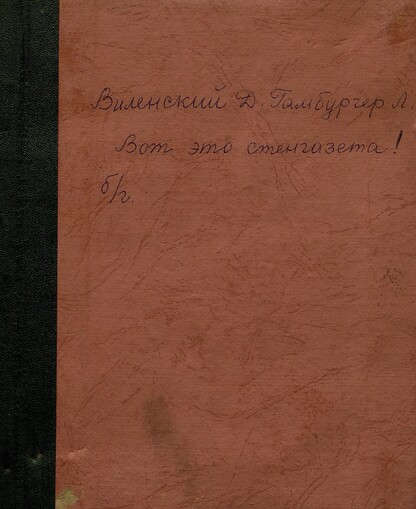 Виленский Д. Гамбургер Л
Вот это стенгазета!
б/г.